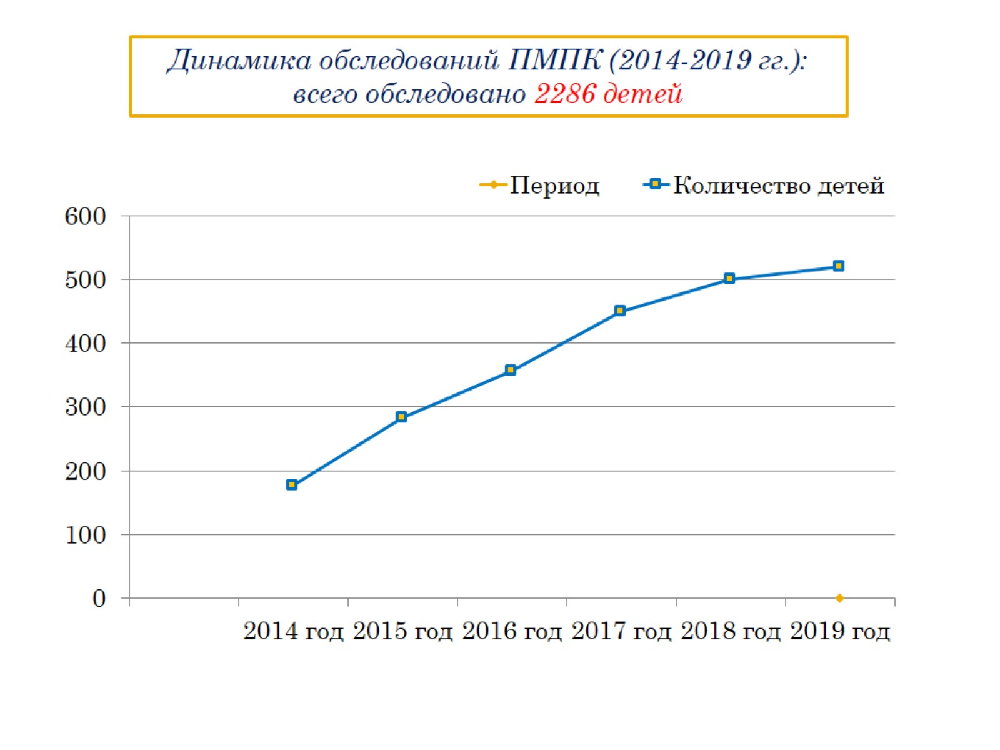 Динамика обследований ПМПК (2014-2019 гг.):
всего обследовано 2286 детей
Период Количество детей
600
500
400
300
200
100
0
2014 год 2015 год 2016 год 2017 год 2018 год 2019 год